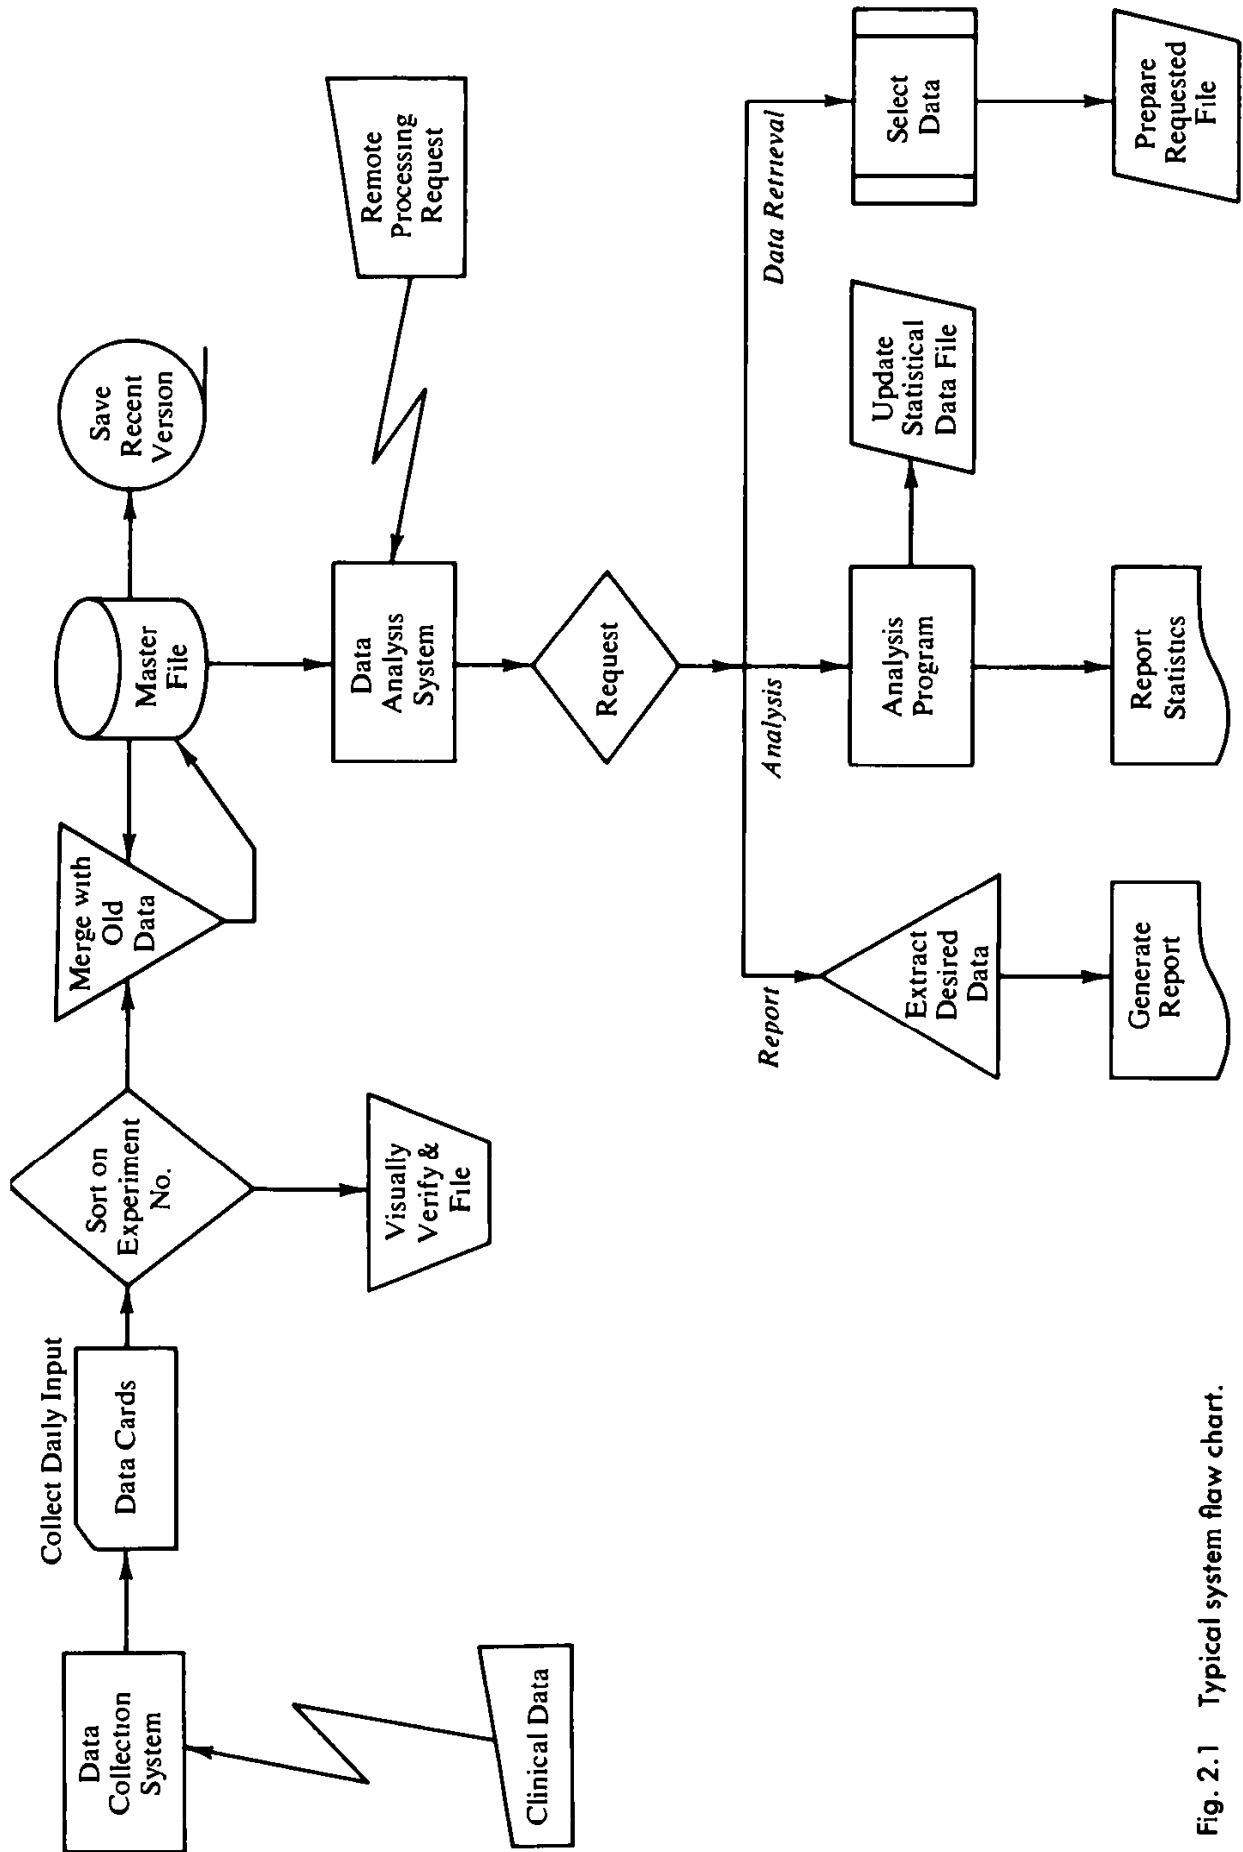 Collect Daily Input
Data
Collection
System
Data Cards
Sort on
Experiment
No.
Merge with
Old
Data
Master
File
Save
Recent
Version
Clinical Data
Visually
Verify &
File
Data
Analysis
System
Remote
Processing
Request
Request
Report
Analysis
Data Retrieval
Extract
Desired
Data
Analysis
Program
Update
Statistical
Data File
Select
Data
Generate
Report
Report
Statistics
Prepare
Requested
File
Fig. 2.1 Typical system flow chart.